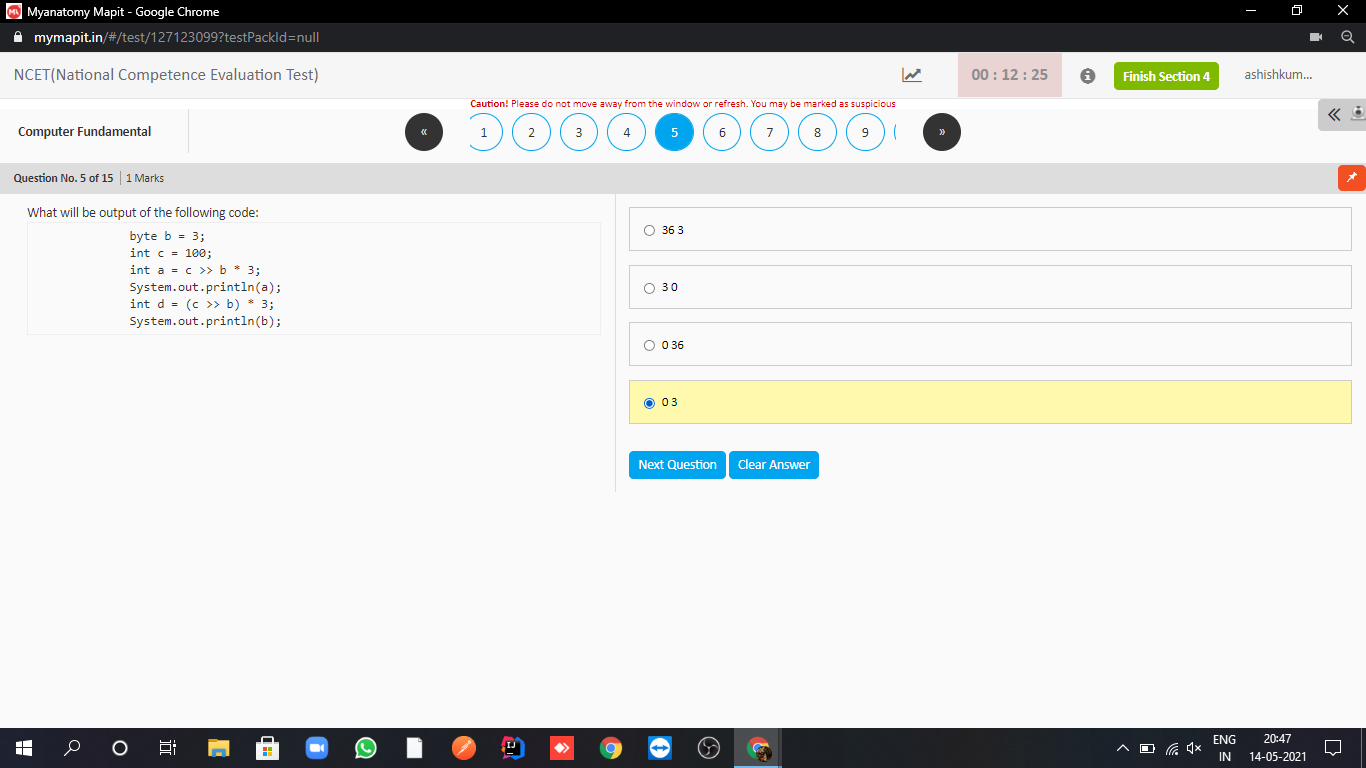 Myanatomy Mapit - Google Chrome
mymapit.in/#/test/127123099?testPackId=null
NCET(National Competence Evaluation Test)
00 : 12 : 25
Finish Section 4
ashishkum...
Caution! Please do not move away from the window or refresh. You may be marked as suspicious
Computer Fundamental
« 1 2 3 4 5 6 7 8 9 »
Question No. 5 of 15 | 1 Marks
What will be output of the following code:
byte b = 3;
int c = 100;
int a = c >> b * 3;
System.out.println(a);
int d = (c >> b) * 3;
System.out.println(b);
36 3
3 0
0 36
0 3
Next Question
Clear Answer
ENG
IN
20:47
14-05-2021